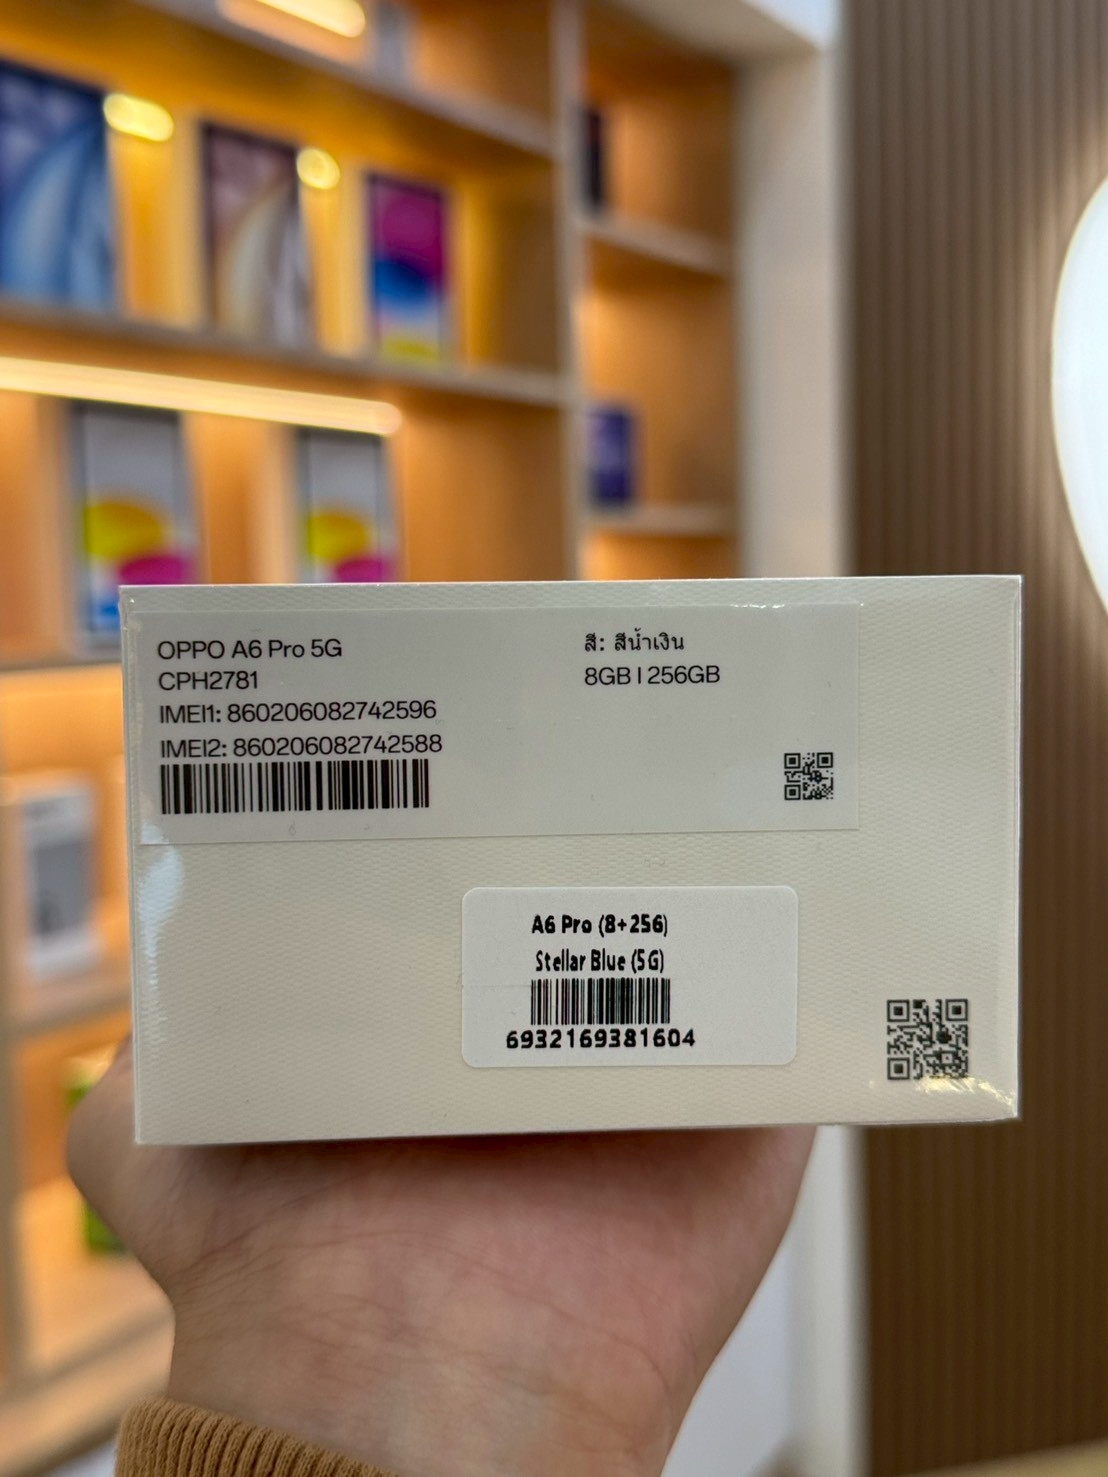 OPPO A6 Pro 5G
CPH2781
IMEI1: 860206082742596
IMEI2: 860206082742588
สี: สีน้ำเงิน
8GB | 256GB
A6 Pro (8+256)
Stellar Blue (5G)
6932169381604